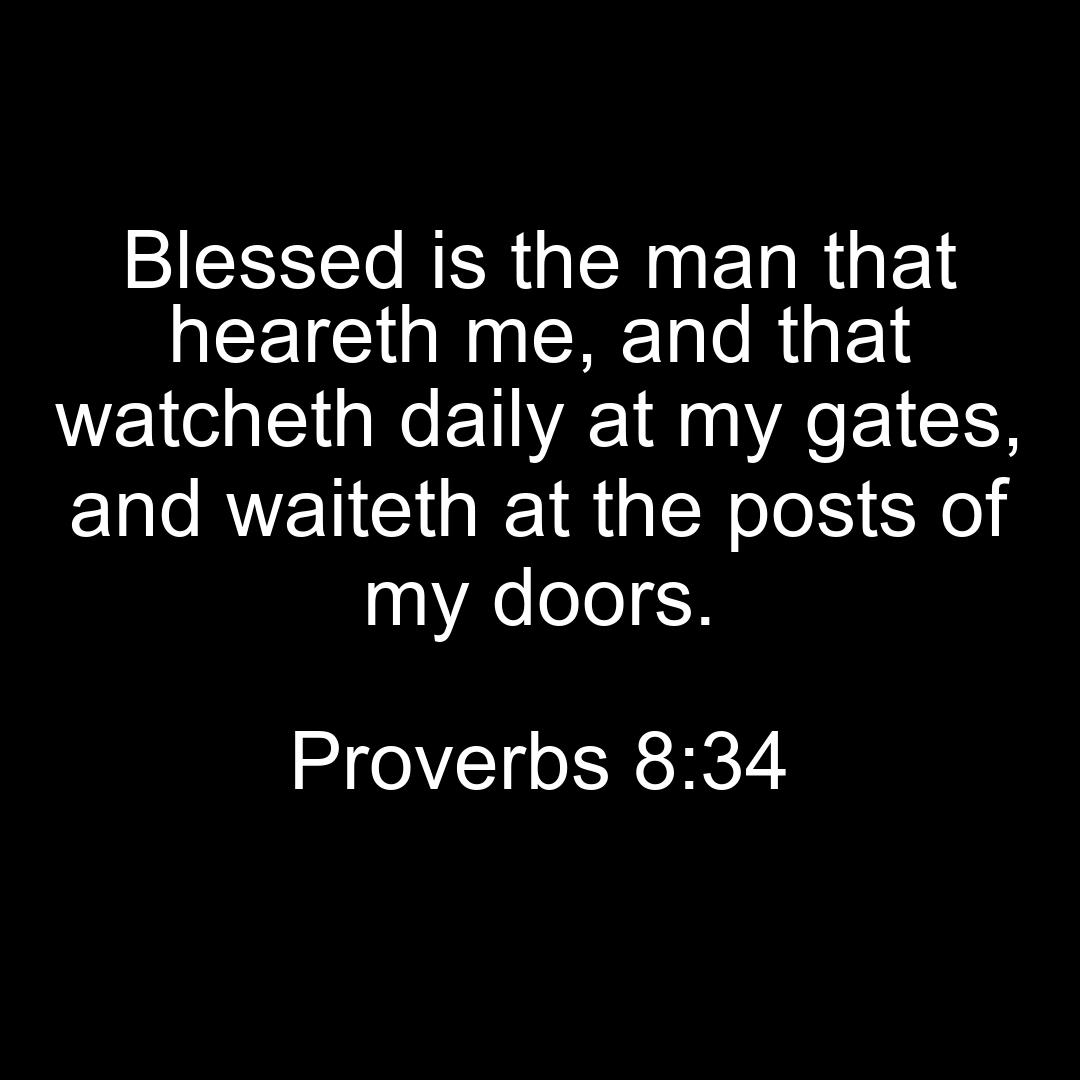 Blessed is the man that
heareth me, and that
watcheth daily at my gates,
and waiteth at the posts of
my doors.
Proverbs 8:34